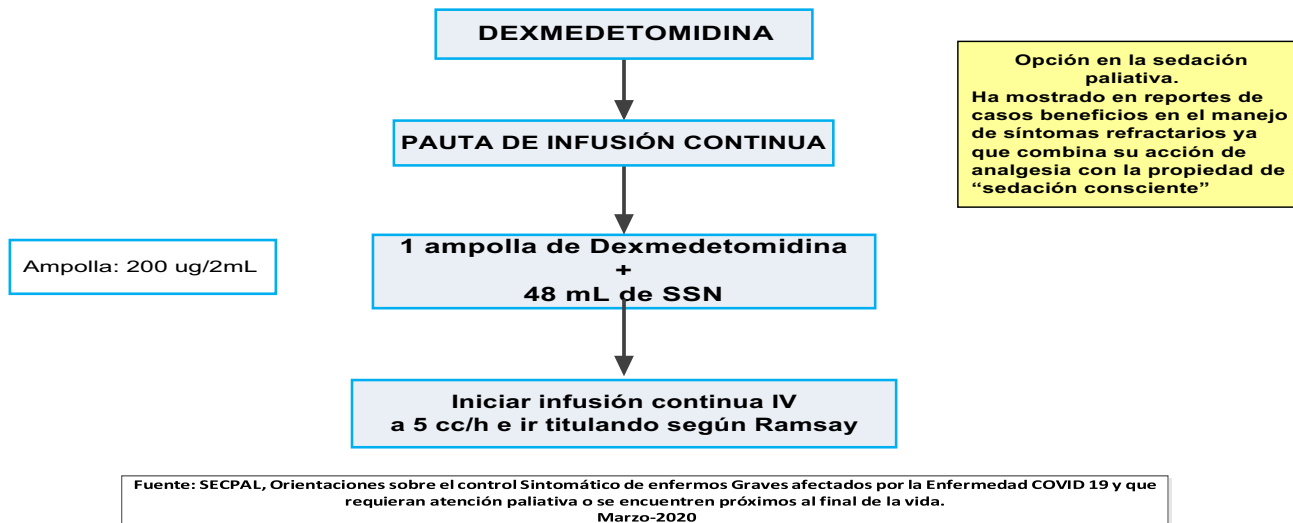 DEXMEDETOMIDINA
Opción en la sedación
paliativa.
Ha mostrado en reportes de
casos beneficios en el manejo
de síntomas refractarios ya
que combina su acción de
analgesia con la propiedad de
“sedación consciente”
PAUTA DE INFUSIÓN CONTINUA
Ampolla: 200 ug/2mL
1 ampolla de Dexmedetomidina
+
48 mL de SSN
Iniciar infusión continua IV
a 5 cc/h e ir titulando según Ramsay
Fuente: SECPAL, Orientaciones sobre el control Sintomático de enfermos Graves afectados por la Enfermedad COVID 19 y que
requieran atención paliativa o se encuentren próximos al final de la vida.
Marzo-2020